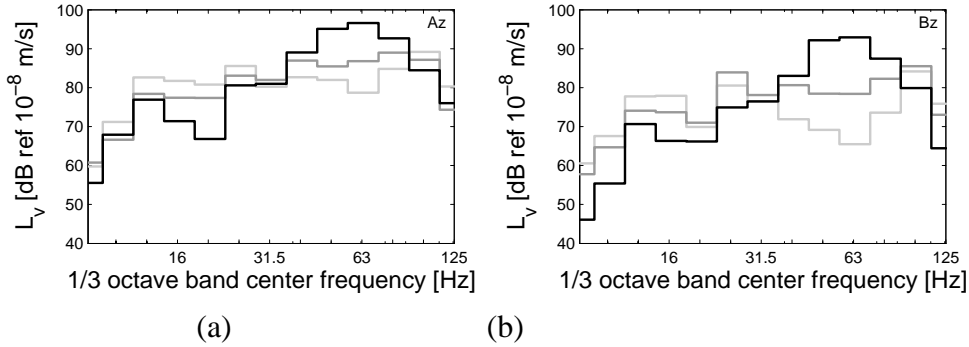 100
90
80
70
60
50
40
L_v [dB ref 10⁻⁸ m/s]
Az
16 31.5 63 125
1/3 octave band center frequency [Hz]
(a)
100
90
80
70
60
50
40
L_v [dB ref 10⁻⁸ m/s]
Bz
16 31.5 63 125
1/3 octave band center frequency [Hz]
(b)